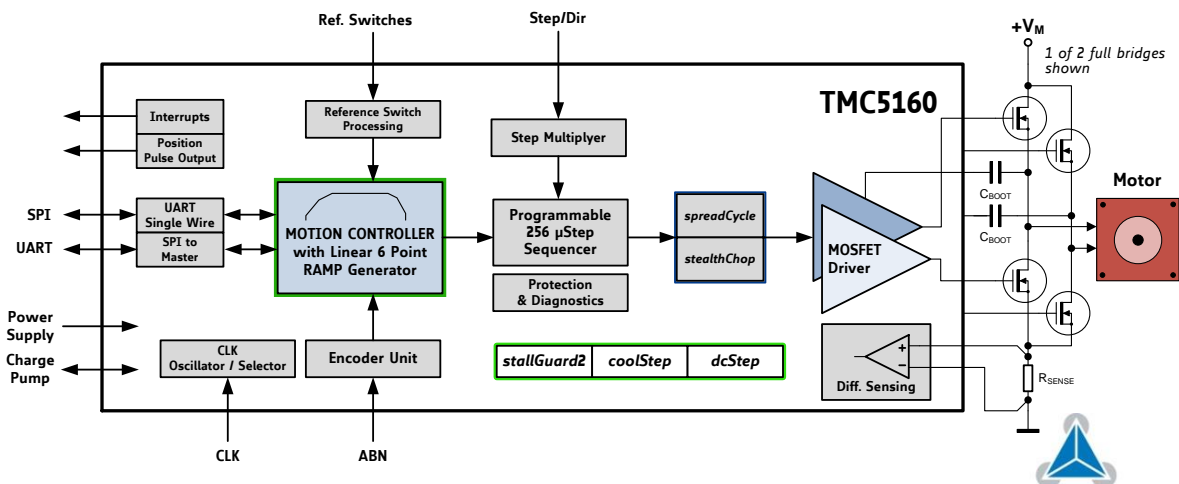 Ref. Switches
Step/Dir
+VM
1 of 2 full bridges
shown
TMC5160
Interrupts
Position
Pulse Output
Reference Switch
Processing
Step Multiplyer
CBOOT
CBOOT
Motor
SPI
UART
UART
Single Wire
SPI to
Master
MOTION CONTROLLER
with Linear 6 Point
RAMP Generator
Programmable
256 µStep
Sequencer
spreadCycle
stealthChop
MOSFET
Driver
Protection
& Diagnostics
Power
Supply
Charge
Pump
CLK
Oscillator / Selector
Encoder Unit
stallGuard2
coolStep
dcStep
+
−
Diff. Sensing
RSENSE
CLK
ABN